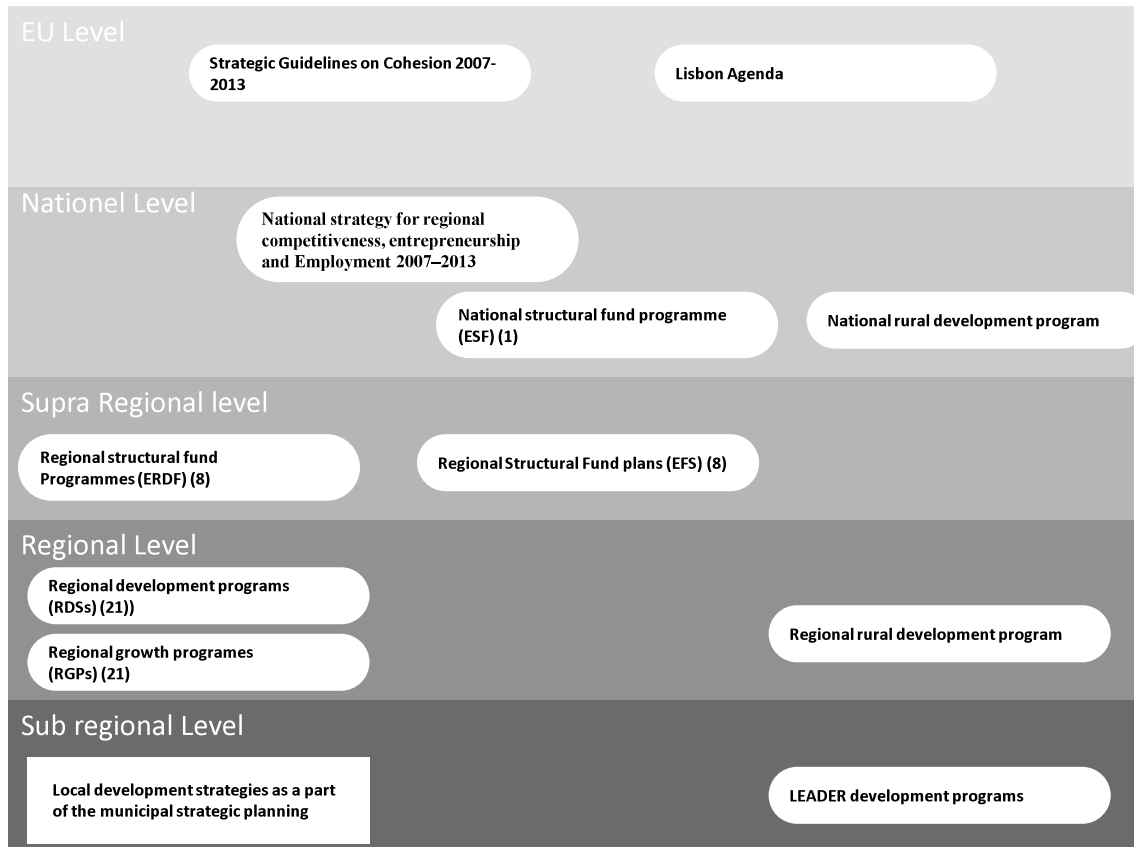 EU Level
Strategic Guidelines on Cohesion 2007-
2013
Lisbon Agenda
Nationel Level
National strategy for regional
competitiveness, entrepreneurship
and Employment 2007–2013
National structural fund programme
(ESF) (1)
National rural development program
Supra Regional level
Regional structural fund
Programmes (ERDF) (8)
Regional Structural Fund plans (EFS) (8)
Regional Level
Regional development programs
(RDSs) (21))
Regional growth programes
(RGPs) (21)
Regional rural development program
Sub regional Level
Local development strategies as a part
of the municipal strategic planning
LEADER development programs